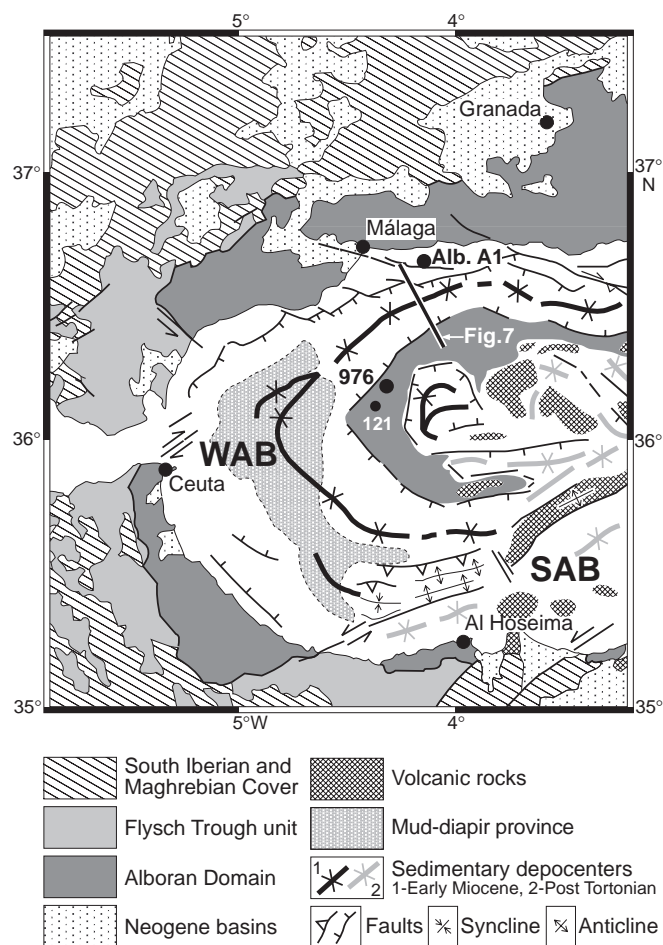 5° 4°
Granada
37° 37°
N
Málaga
Alb. A1
Fig.7
976
121
36° 36°
WAB
Ceuta
SAB
Al Hoseima
35° 35°
5°W 4°
South Iberian and
Maghrebian Cover
Volcanic rocks
Flysch Trough unit
Mud-diapir province
Alboran Domain
1 2
Sedimentary depocenters
1-Early Miocene, 2-Post Tortonian
Neogene basins
Faults Syncline Anticline